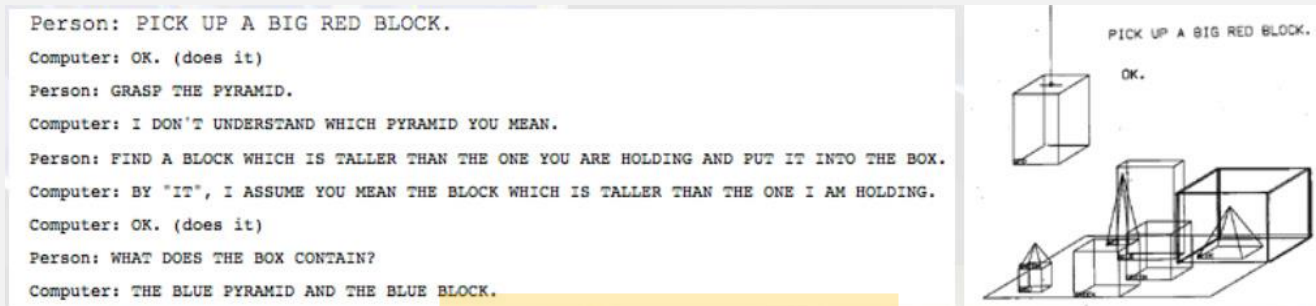 Person: PICK UP A BIG RED BLOCK.
Computer: OK. (does it)
Person: GRASP THE PYRAMID.
Computer: I DON'T UNDERSTAND WHICH PYRAMID YOU MEAN.
Person: FIND A BLOCK WHICH IS TALLER THAN THE ONE YOU ARE HOLDING AND PUT IT INTO THE BOX.
Computer: BY "IT", I ASSUME YOU MEAN THE BLOCK WHICH IS TALLER THAN THE ONE I AM HOLDING.
Computer: OK. (does it)
Person: WHAT DOES THE BOX CONTAIN?
Computer: THE BLUE PYRAMID AND THE BLUE BLOCK.
PICK UP A BIG RED BLOCK.
OK.